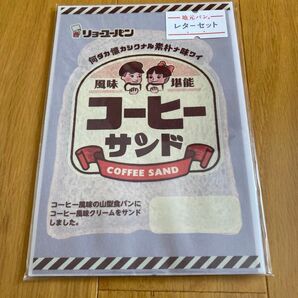 リョーユーパン
地元パン。
レターセット
何ダカ懐カシクナル素朴ナ味ワイ
風味
堪能
コーヒー
サンド
COFFEE SAND
コーヒー風味の山型食パンに
コーヒー風味クリームをサンド
しました。